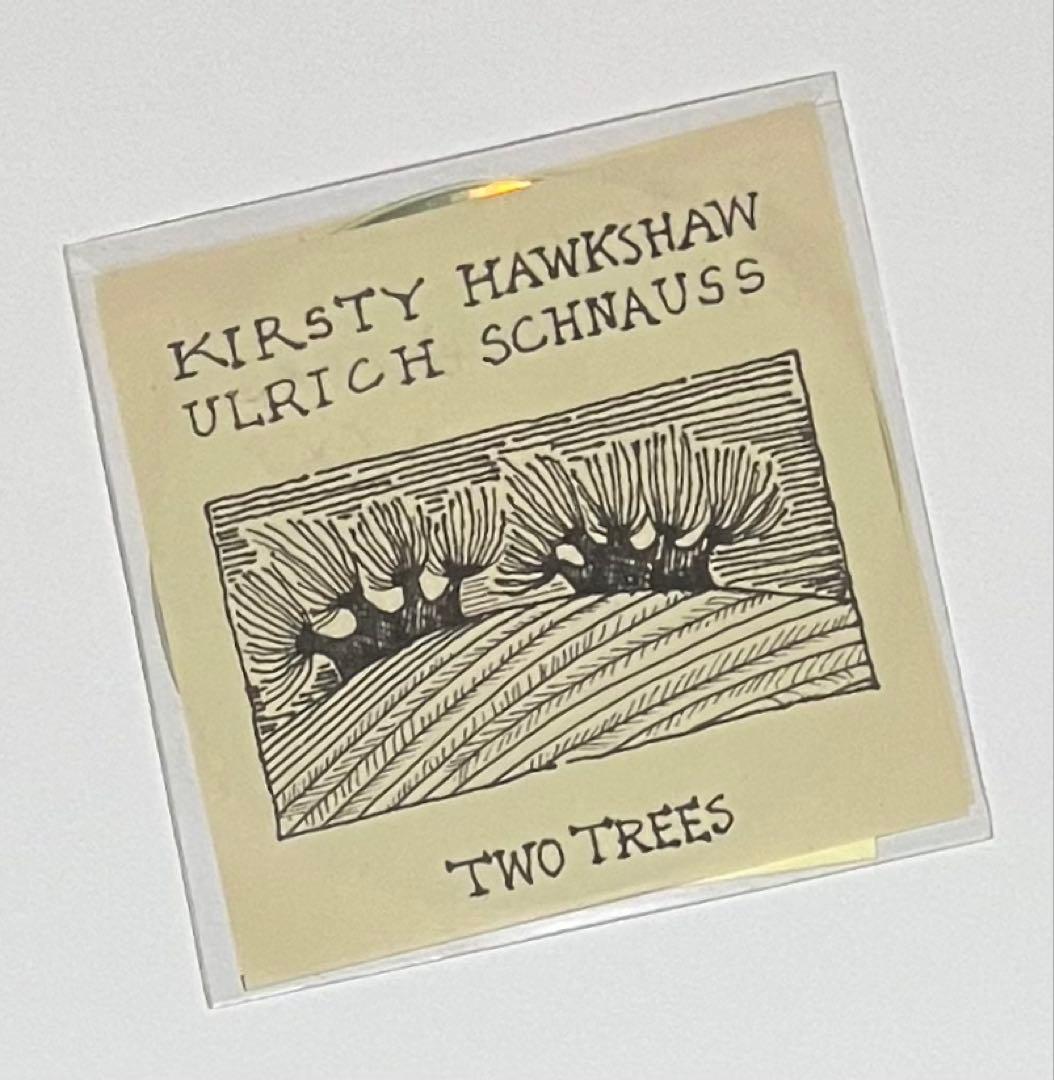 KIRSTY HAWKSHAW
ULRICH SCHNAUSS
TWO TREES